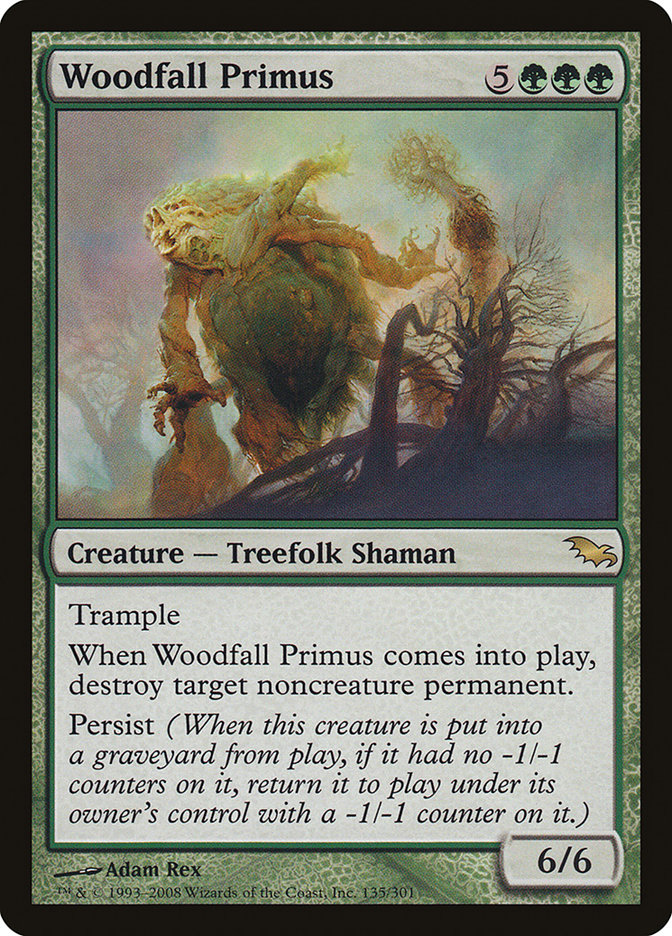 Woodfall Primus 5
Creature — Treefolk Shaman
Trample
When Woodfall Primus comes into play,
destroy target noncreature permanent.
Persist (When this creature is put into
a graveyard from play, if it had no -1/-1
counters on it, return it to play under its
owner's control with a -1/-1 counter on it.)
6/6
Adam Rex
™ & © 1993–2008 Wizards of the Coast, Inc. 135/301